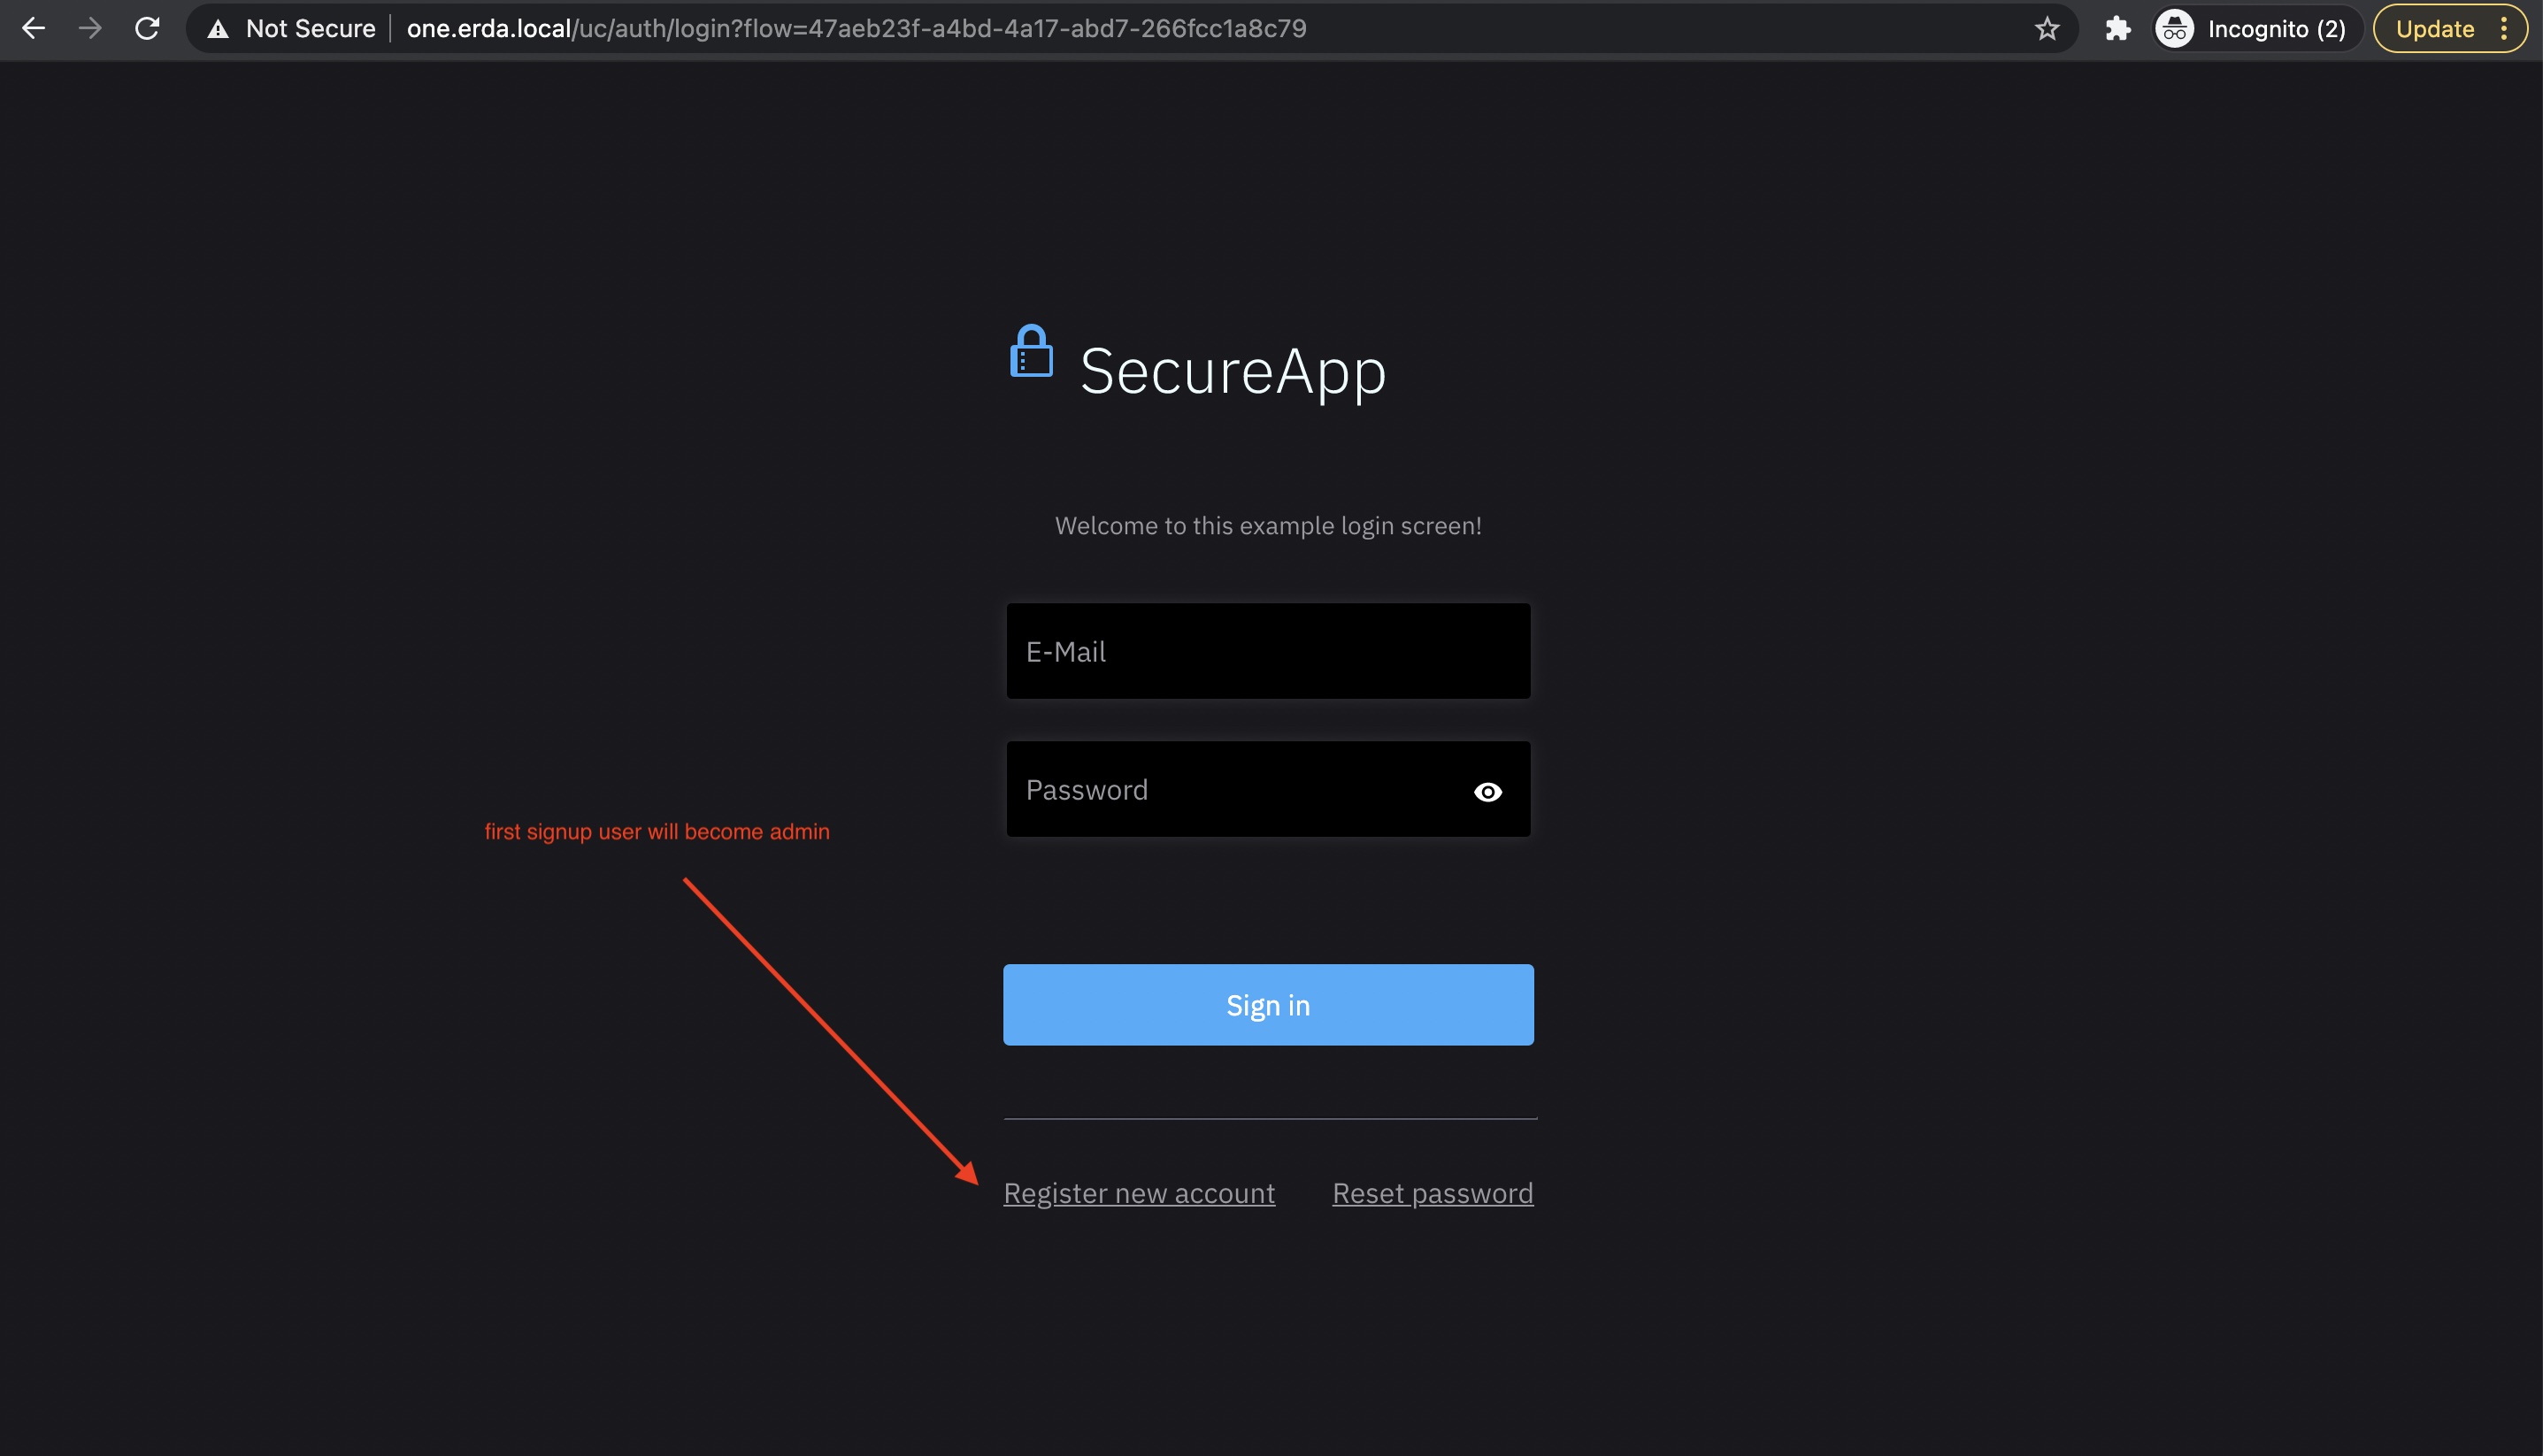 Not Secure one.erda.local/uc/auth/login?flow=47aeb23f-a4bd-4a17-abd7-266fcc1a8c79 Incognito (2) Update
SecureApp
Welcome to this example login screen!
E-Mail
Password
first signup user will become admin
Sign in
Register new account Reset password